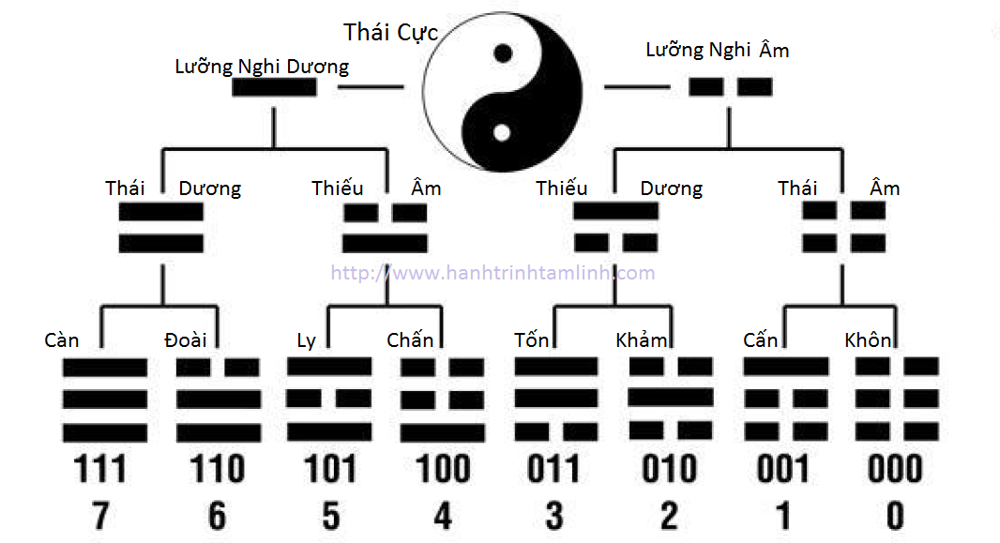 Thái Cực
Lưỡng Nghi Dương
Lưỡng Nghi Âm
Thái Dương
Thiếu Âm
Thiếu Dương
Thái Âm
http://www.hanhtrinhtamlinh.com
Càn Đoài Ly Chấn Tốn Khảm Cấn Khôn
111 110 101 100 011 010 001 000
7 6 5 4 3 2 1 0